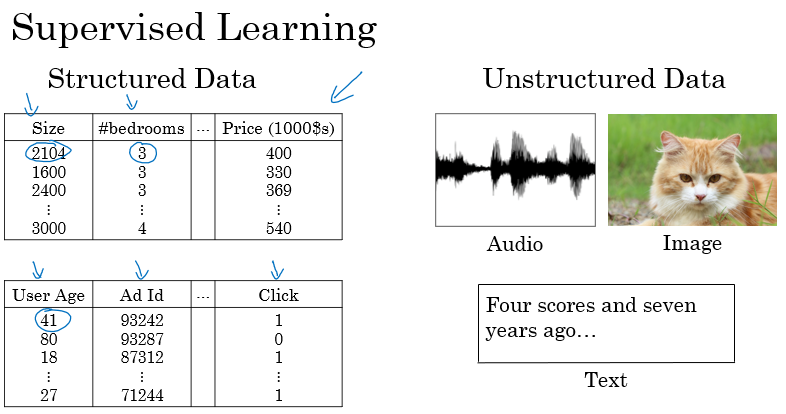 Supervised Learning
Structured Data
Size #bedrooms ... Price (1000$s)
2104 3 400
1600 3 330
2400 3 369
⋮ ⋮ ⋮
3000 4 540
User Age Ad Id ... Click
41 93242 1
80 93287 0
18 87312 1
⋮ ⋮ ⋮
27 71244 1
Unstructured Data
Audio
Image
Four scores and seven
years ago...
Text